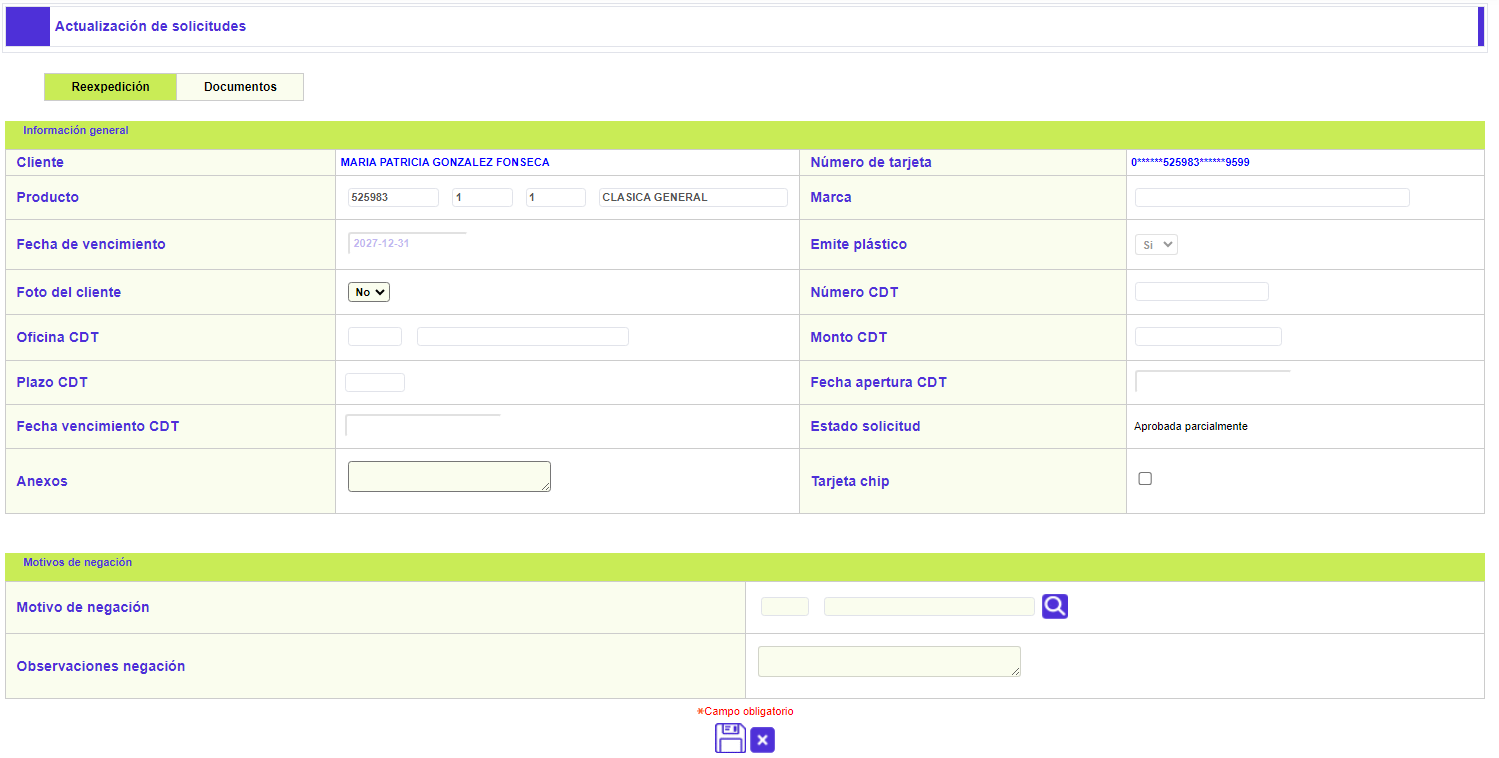 Actualización de solicitudes
Reexpedición Documentos
Información general
Cliente MARIA PATRICIA GONZALEZ FONSECA Número de tarjeta 0******525983******9599
Producto 525983 1 1 CLASICA GENERAL Marca
Fecha de vencimiento 2027-12-31 Emite plástico Si
Foto del cliente No Número CDT
Oficina CDT Monto CDT
Plazo CDT Fecha apertura CDT
Fecha vencimiento CDT Estado solicitud Aprobada parcialmente
Anexos Tarjeta chip
Motivos de negación
Motivo de negación
Observaciones negación
*Campo obligatorio